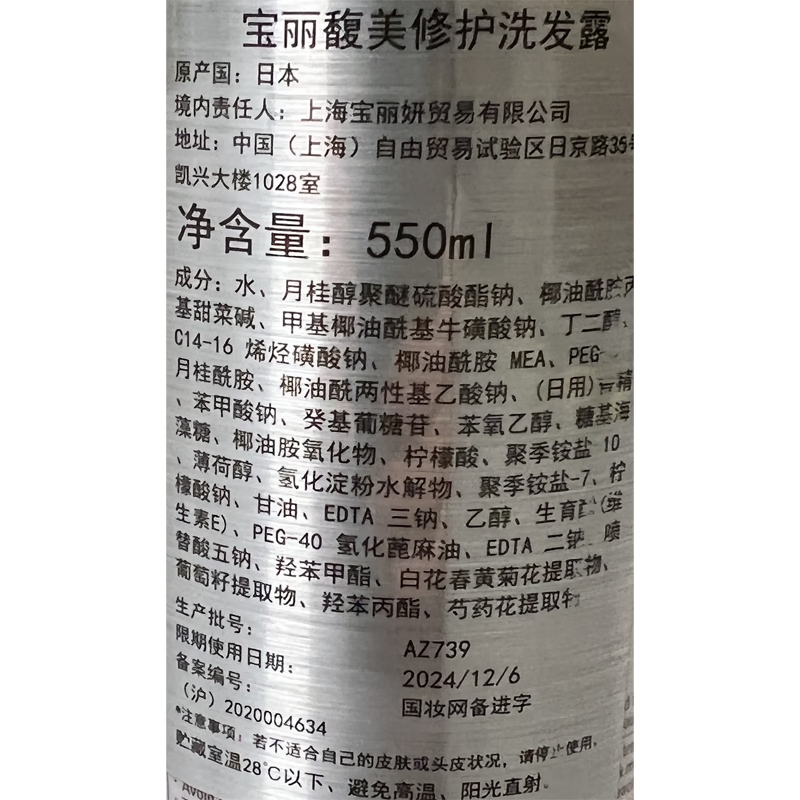 宝丽馥美修护洗发露
原产国：日本
境内责任人：上海宝丽妍贸易有限公司
地址：中国（上海）自由贸易试验区日京路35号
凯兴大楼1028室
净含量：550ml
成分：水、月桂醇聚醚硫酸酯钠、椰油酰胺丙
基甜菜碱、甲基椰油酰基牛磺酸钠、丁二醇、
C14-16 烯烃磺酸钠、椰油酰胺 MEA、PEG-
月桂酰胺、椰油酰两性基乙酸钠、(日用)香精
、苯甲酸钠、癸基葡糖苷、苯氧乙醇、糖基海
藻糖、椰油胺氧化物、柠檬酸、聚季铵盐 10
、薄荷醇、氢化淀粉水解物、聚季铵盐-7、柠
檬酸钠、甘油、EDTA 三钠、乙醇、生育酚(维
生素E)、PEG-40 氢化蓖麻油、EDTA 二钠、喷
替酸五钠、羟苯甲酯、白花春黄菊花提取物、
葡萄籽提取物、羟苯丙酯、芍药花提取物
生产批号： AZ739
限期使用日期： 2024/12/6
备案编号： 国妆网备进字
（沪）2020004634
*注意事项：若不适合自己的皮肤或头皮状况，请停止使用，
贮藏室温28℃以下、避免高温、阳光直射。